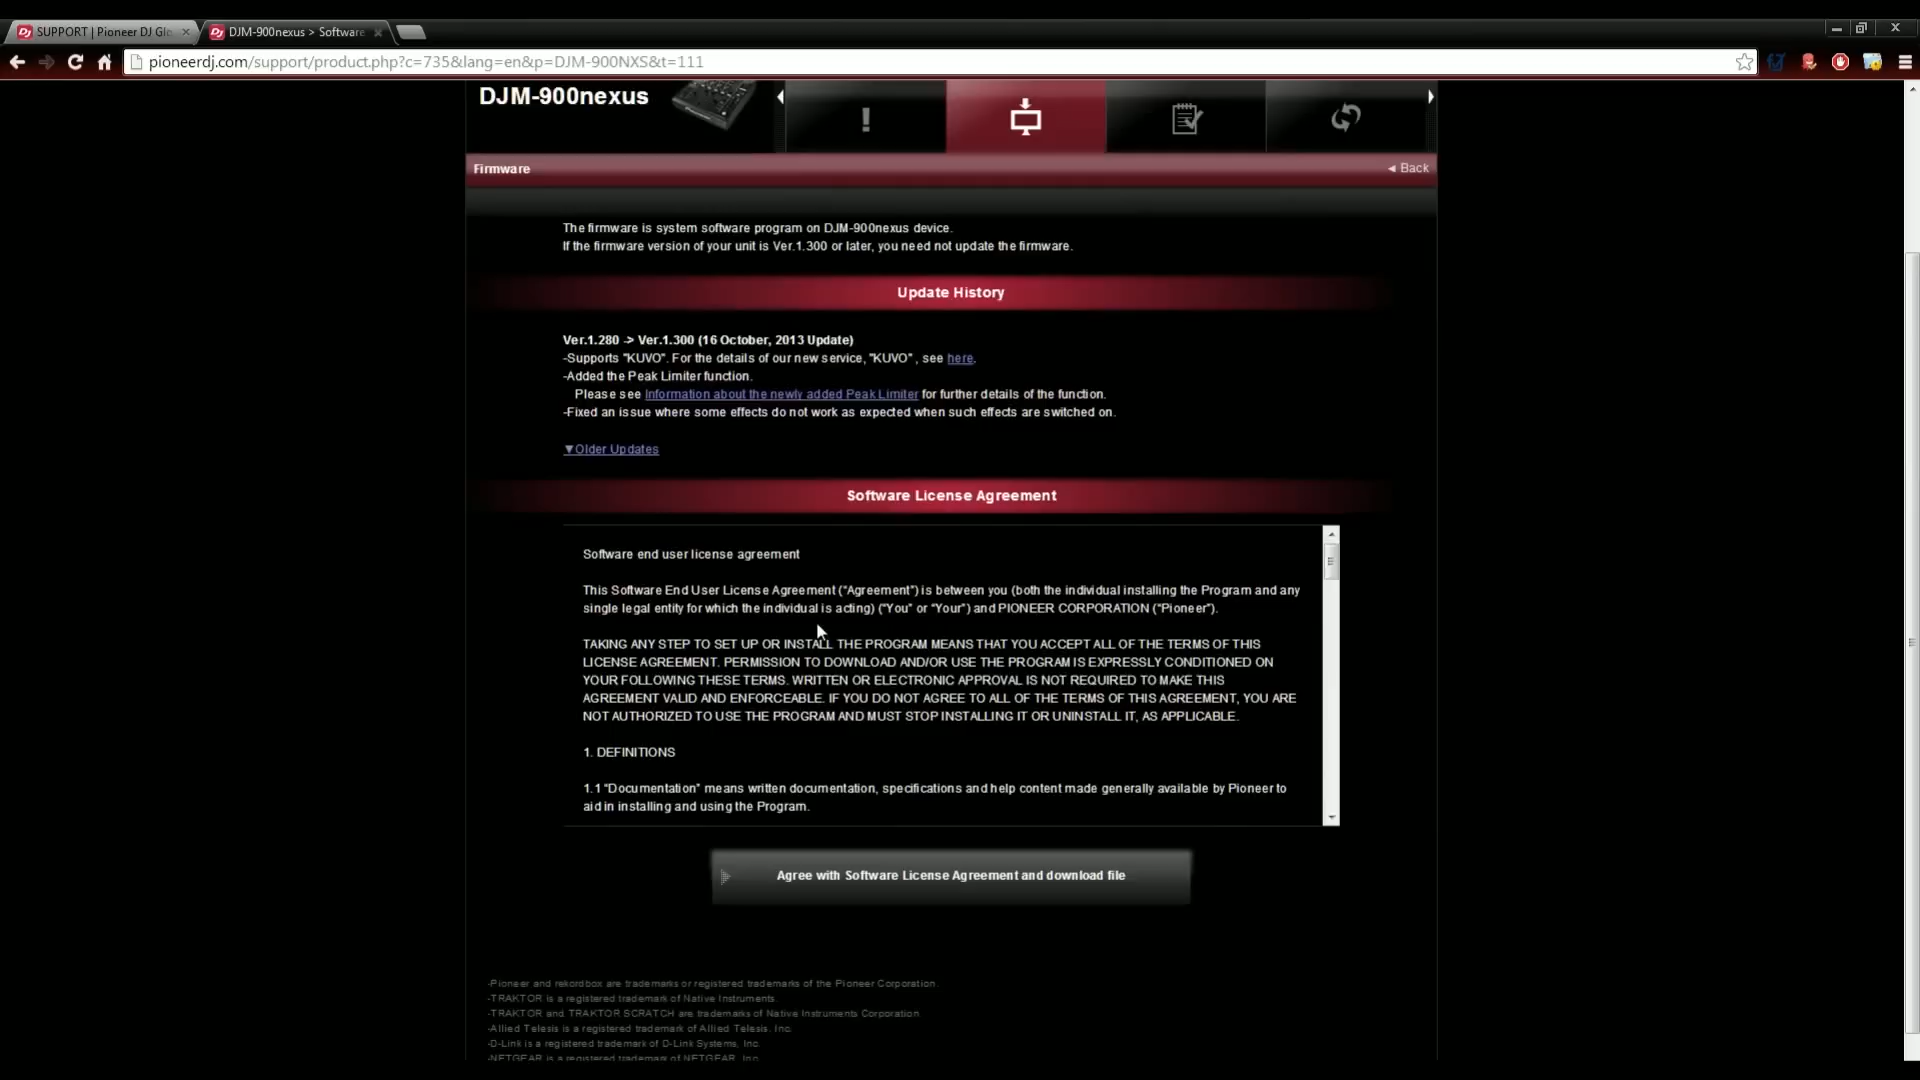 SUPPORT | Pioneer DJ Glo
DJM-900nexus > Software
pioneerdj.com/support/product.php?c=735&lang=en&p=DJM-900NXS&t=111
DJM-900nexus
Firmware
◄ Back
The firmware is system software program on DJM-900nexus device.
If the firmware version of your unit is Ver.1.300 or later, you need not update the firmware.
Update History
Ver.1.280 -> Ver.1.300 (16 October, 2013 Update)
-Supports "KUVO". For the details of our new service, "KUVO" , see here.
-Added the Peak Limiter function.
Please see Information about the newly added Peak Limiter for further details of the function.
-Fixed an issue where some effects do not work as expected when such effects are switched on.
▼Older Updates
Software License Agreement
Software end user license agreement
This Software End User License Agreement (“Agreement”) is between you (both the individual installing the Program and any
single legal entity for which the individual is acting) (“You” or “Your”) and PIONEER CORPORATION (“Pioneer”).
TAKING ANY STEP TO SET UP OR INSTALL THE PROGRAM MEANS THAT YOU ACCEPT ALL OF THE TERMS OF THIS
LICENSE AGREEMENT. PERMISSION TO DOWNLOAD AND/OR USE THE PROGRAM IS EXPRESSLY CONDITIONED ON
YOUR FOLLOWING THESE TERMS. WRITTEN OR ELECTRONIC APPROVAL IS NOT REQUIRED TO MAKE THIS
AGREEMENT VALID AND ENFORCEABLE. IF YOU DO NOT AGREE TO ALL OF THE TERMS OF THIS AGREEMENT, YOU ARE
NOT AUTHORIZED TO USE THE PROGRAM AND MUST STOP INSTALLING IT OR UNINSTALL IT, AS APPLICABLE.
1. DEFINITIONS
1.1 “Documentation” means written documentation, specifications and help content made generally available by Pioneer to
aid in installing and using the Program.
Agree with Software License Agreement and download file
-Pioneer and rekordbox are trademarks or registered trademarks of the Pioneer Corporation.
-TRAKTOR is a registered trademark of Native Instruments.
-TRAKTOR and TRAKTOR SCRATCH are trademarks of Native Instruments Corporation
-Allied Telesis is a registered trademark of Allied Telesis. Inc.
-D-Link is a registered trademark of D-Link Systems, Inc.
-NETGEAR is a registered trademark of NETGEAR, Inc.